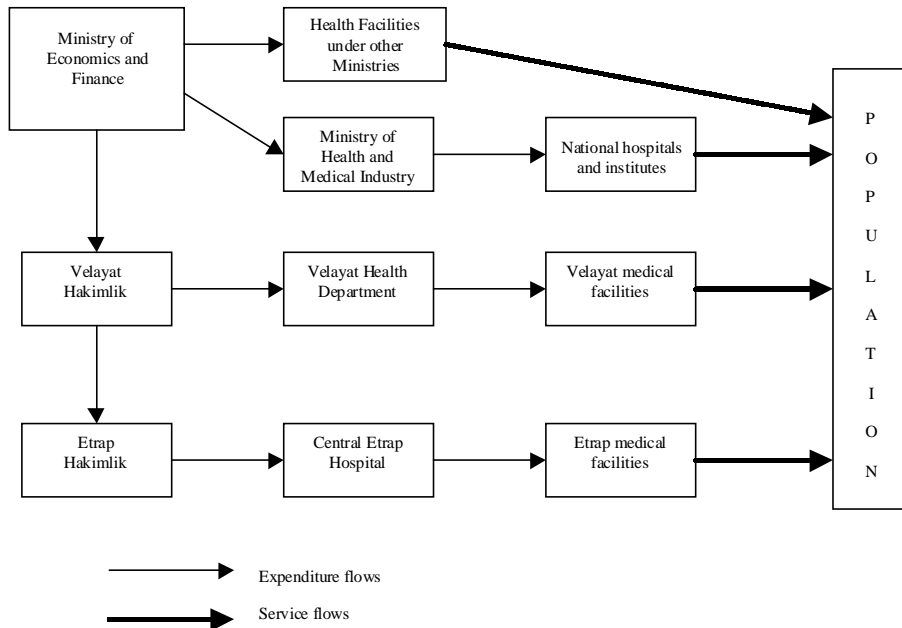 Ministry of
Economics and
Finance
Health Facilities
under other
Ministries
Ministry of
Health and
Medical Industry
National hospitals
and institutes
Velayat
Hakimlik
Velayat Health
Department
Velayat medical
facilities
Etrap
Hakimlik
Central Etrap
Hospital
Etrap medical
facilities
P
O
P
U
L
A
T
I
O
N
Expenditure flows
Service flows